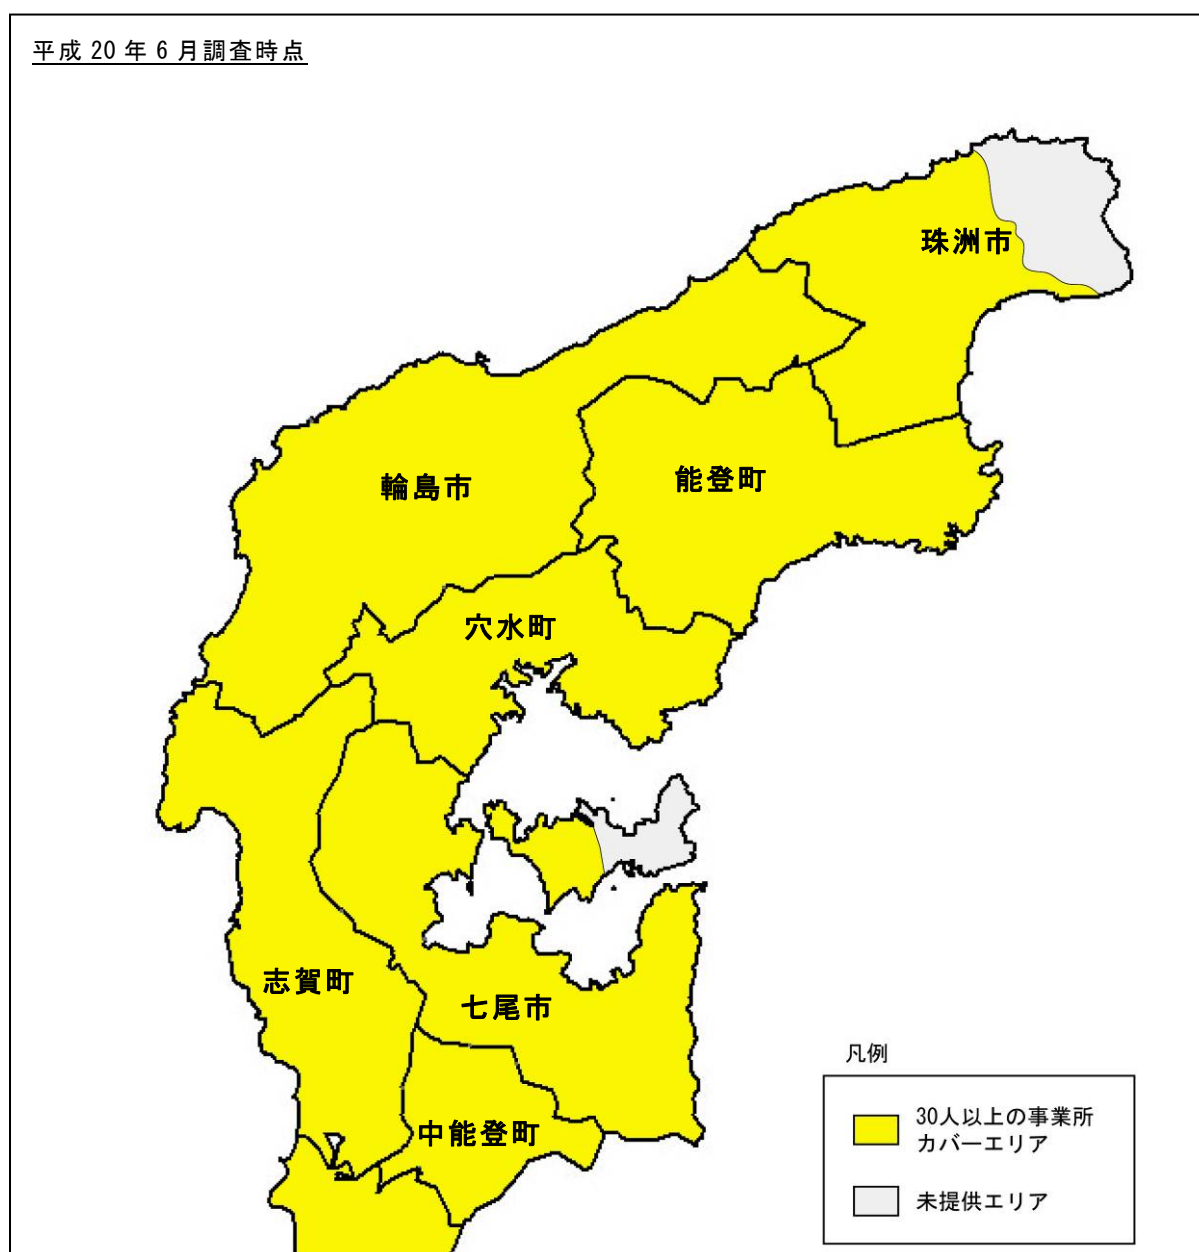 平成 20 年 6 月調査時点
珠洲市
輪島市
能登町
穴水町
志賀町
七尾市
中能登町
凡例
30人以上の事業所
カバーエリア
未提供エリア